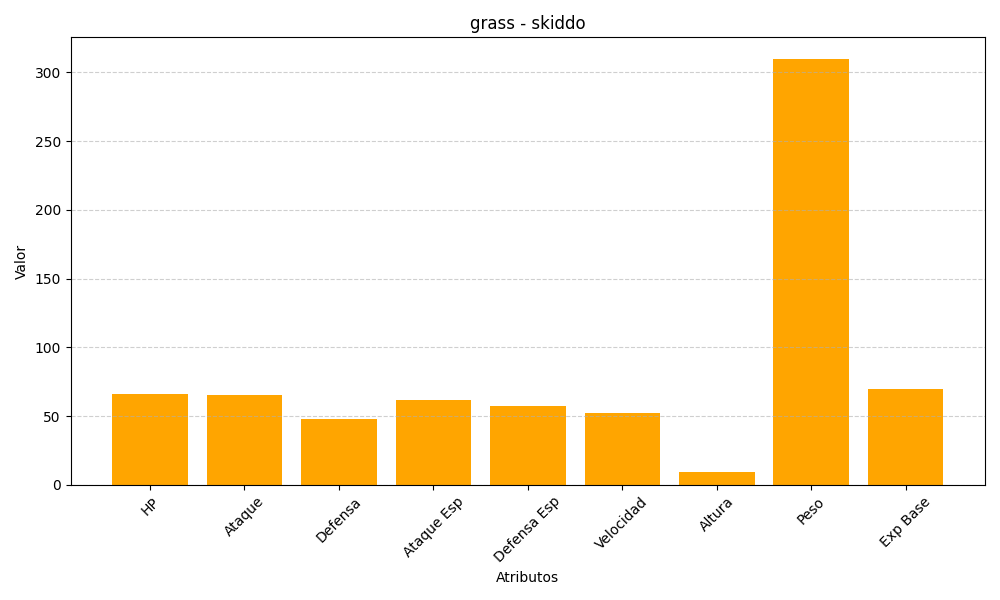 grass - skiddo
Valor
300
250
200
150
100
50
0
HP
Ataque
Defensa
Ataque Esp
Defensa Esp
Velocidad
Altura
Peso
Exp Base
Atributos